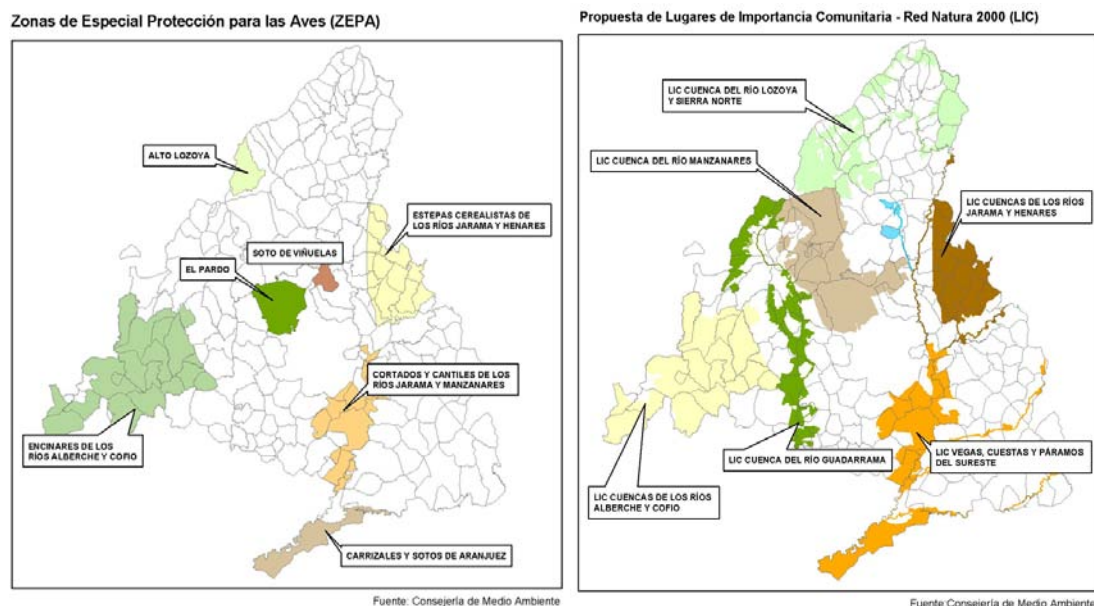 Zonas de Especial Protección para las Aves (ZEPA)
ALTO LOZOYA
ESTEPAS CEREALISTAS DE
LOS RÍOS JARAMA Y HENARES
SOTO DE VIÑUELAS
EL PARDO
CORTADOS Y CANTILES DE LOS
RÍOS JARAMA Y MANZANARES
ENCINARES DE LOS
RÍOS ALBERCHE Y COFIO
CARRIZALES Y SOTOS DE ARANJUEZ
Fuente: Consejería de Medio Ambiente
Propuesta de Lugares de Importancia Comunitaria - Red Natura 2000 (LIC)
LIC CUENCA DEL RÍO LOZOYA
Y SIERRA NORTE
LIC CUENCA DEL RÍO MANZANARES
LIC CUENCAS DE LOS RÍOS
JARAMA Y HENARES
LIC CUENCA DEL RÍO GUADARRAMA
LIC VEGAS, CUESTAS Y PÁRAMOS
DEL SURESTE
LIC CUENCAS DE LOS RÍOS
ALBERCHE Y COFIO
Fuente:Consejería de Medio Ambiente